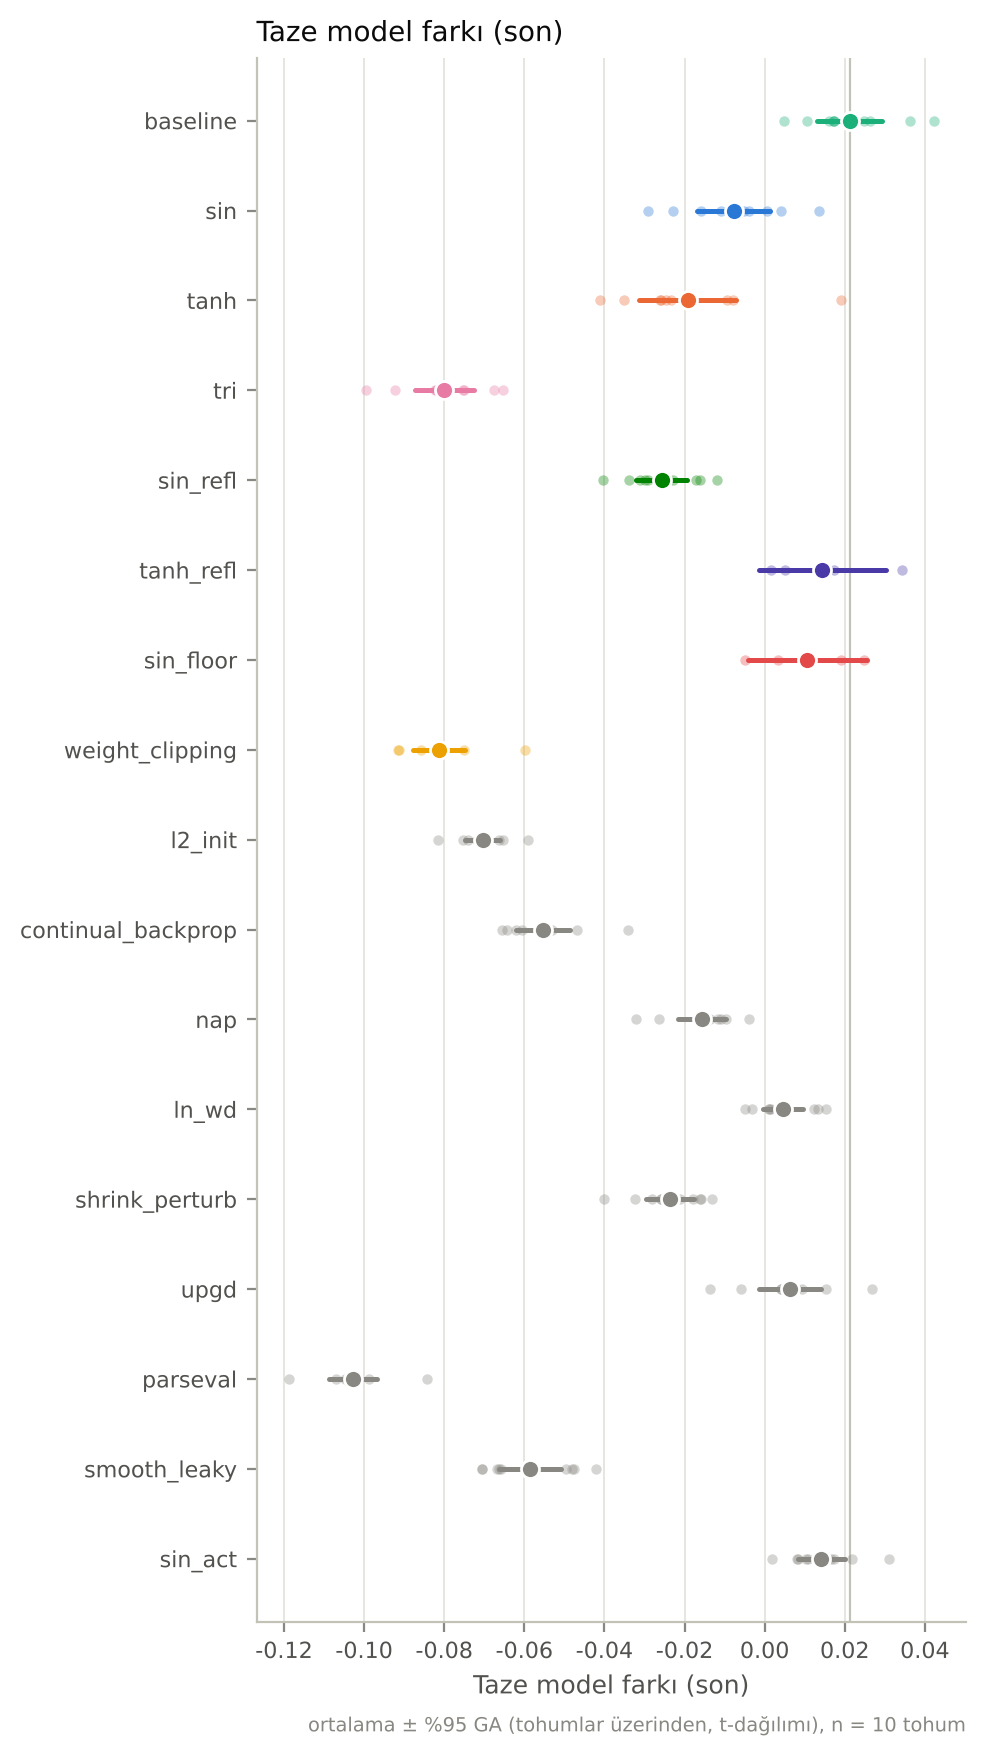 Taze model farkı (son)
baseline
sin
tanh
tri
sin_refl
tanh_refl
sin_floor
weight_clipping
l2_init
continual_backprop
nap
ln_wd
shrink_perturb
upgd
parseval
smooth_leaky
sin_act
-0.12 -0.10 -0.08 -0.06 -0.04 -0.02 0.00 0.02 0.04
Taze model farkı (son)
ortalama ± %95 GA (tohumlar üzerinden, t-dağılımı), n = 10 tohum